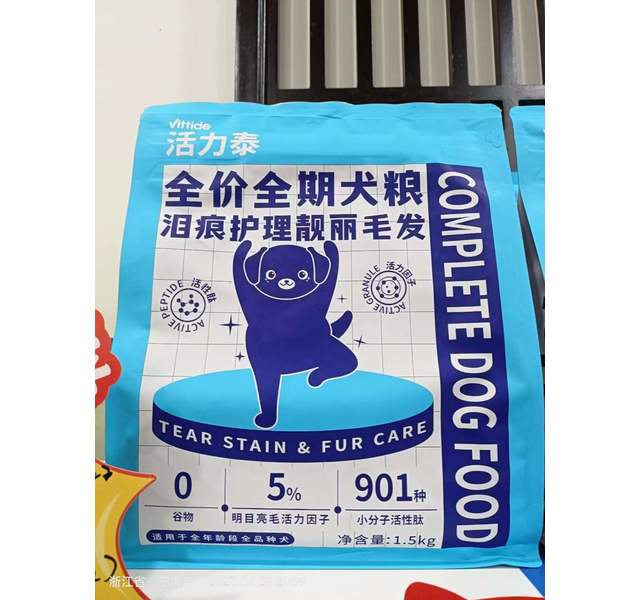 Vittide
活力泰
全价全期犬粮
泪痕护理靓丽毛发
ACTIVE PEPTIDE 活性肽
ACTIVE GRANULE 活力因子
COMPLETE DOG FOOD
TEAR STAIN & FUR CARE
0
谷物
5%
明目亮毛活力因子
901种
小分子活性肽
适用于全年龄段全品种犬
净含量:1.5kg
浙江省